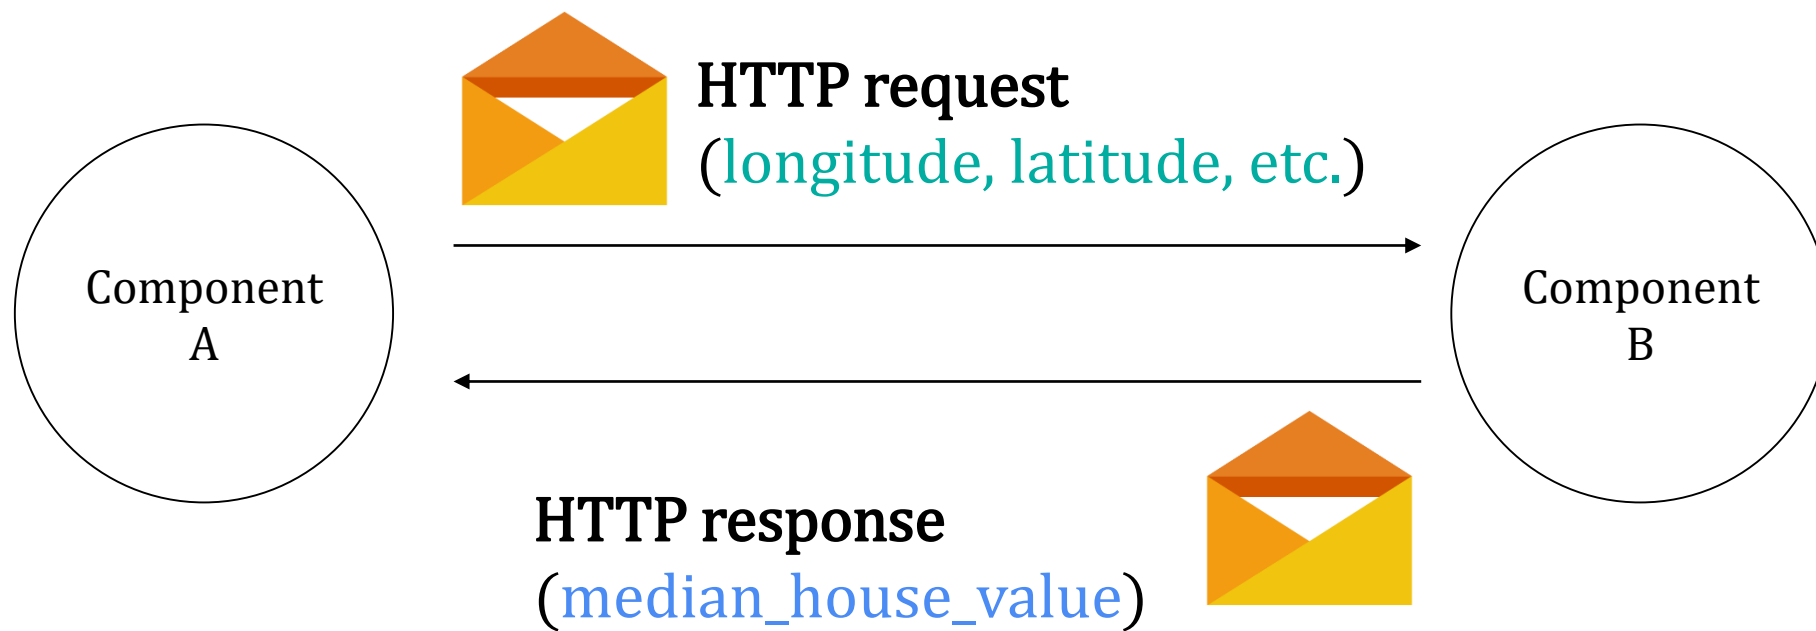 HTTP request
(longitude, latitude, etc.)
Component
A
Component
B
HTTP response
(median_house_value)